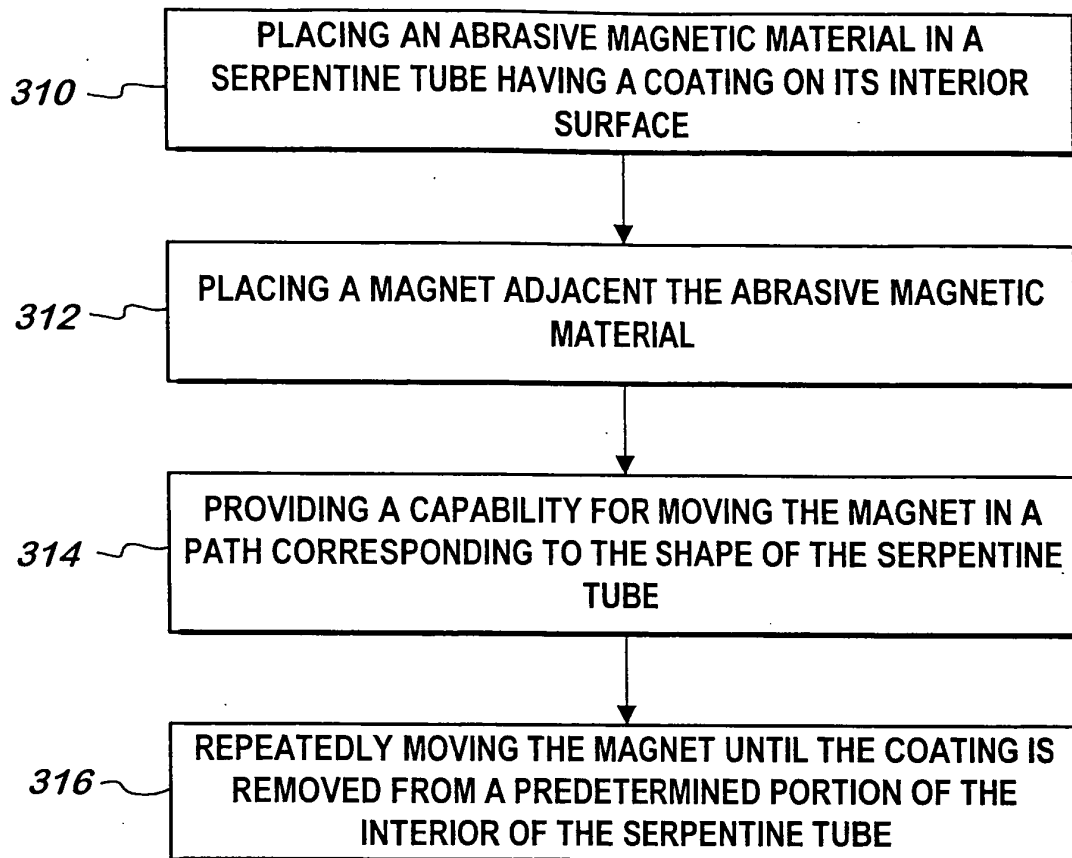 310
PLACING AN ABRASIVE MAGNETIC MATERIAL IN A
SERPENTINE TUBE HAVING A COATING ON ITS INTERIOR
SURFACE
312
PLACING A MAGNET ADJACENT THE ABRASIVE MAGNETIC
MATERIAL
314
PROVIDING A CAPABILITY FOR MOVING THE MAGNET IN A
PATH CORRESPONDING TO THE SHAPE OF THE SERPENTINE
TUBE
316
REPEATEDLY MOVING THE MAGNET UNTIL THE COATING IS
REMOVED FROM A PREDETERMINED PORTION OF THE
INTERIOR OF THE SERPENTINE TUBE